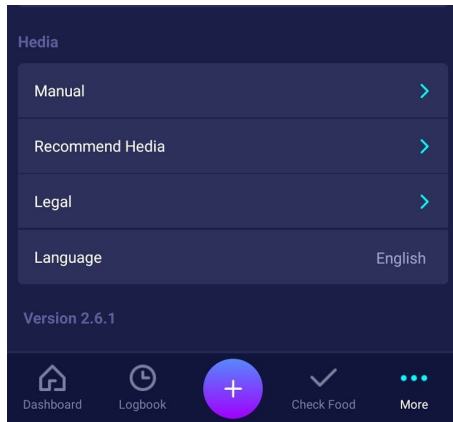 Hedia
Manual
Recommend Hedia
Legal
Language English
Version 2.6.1
Dashboard Logbook + Check Food More